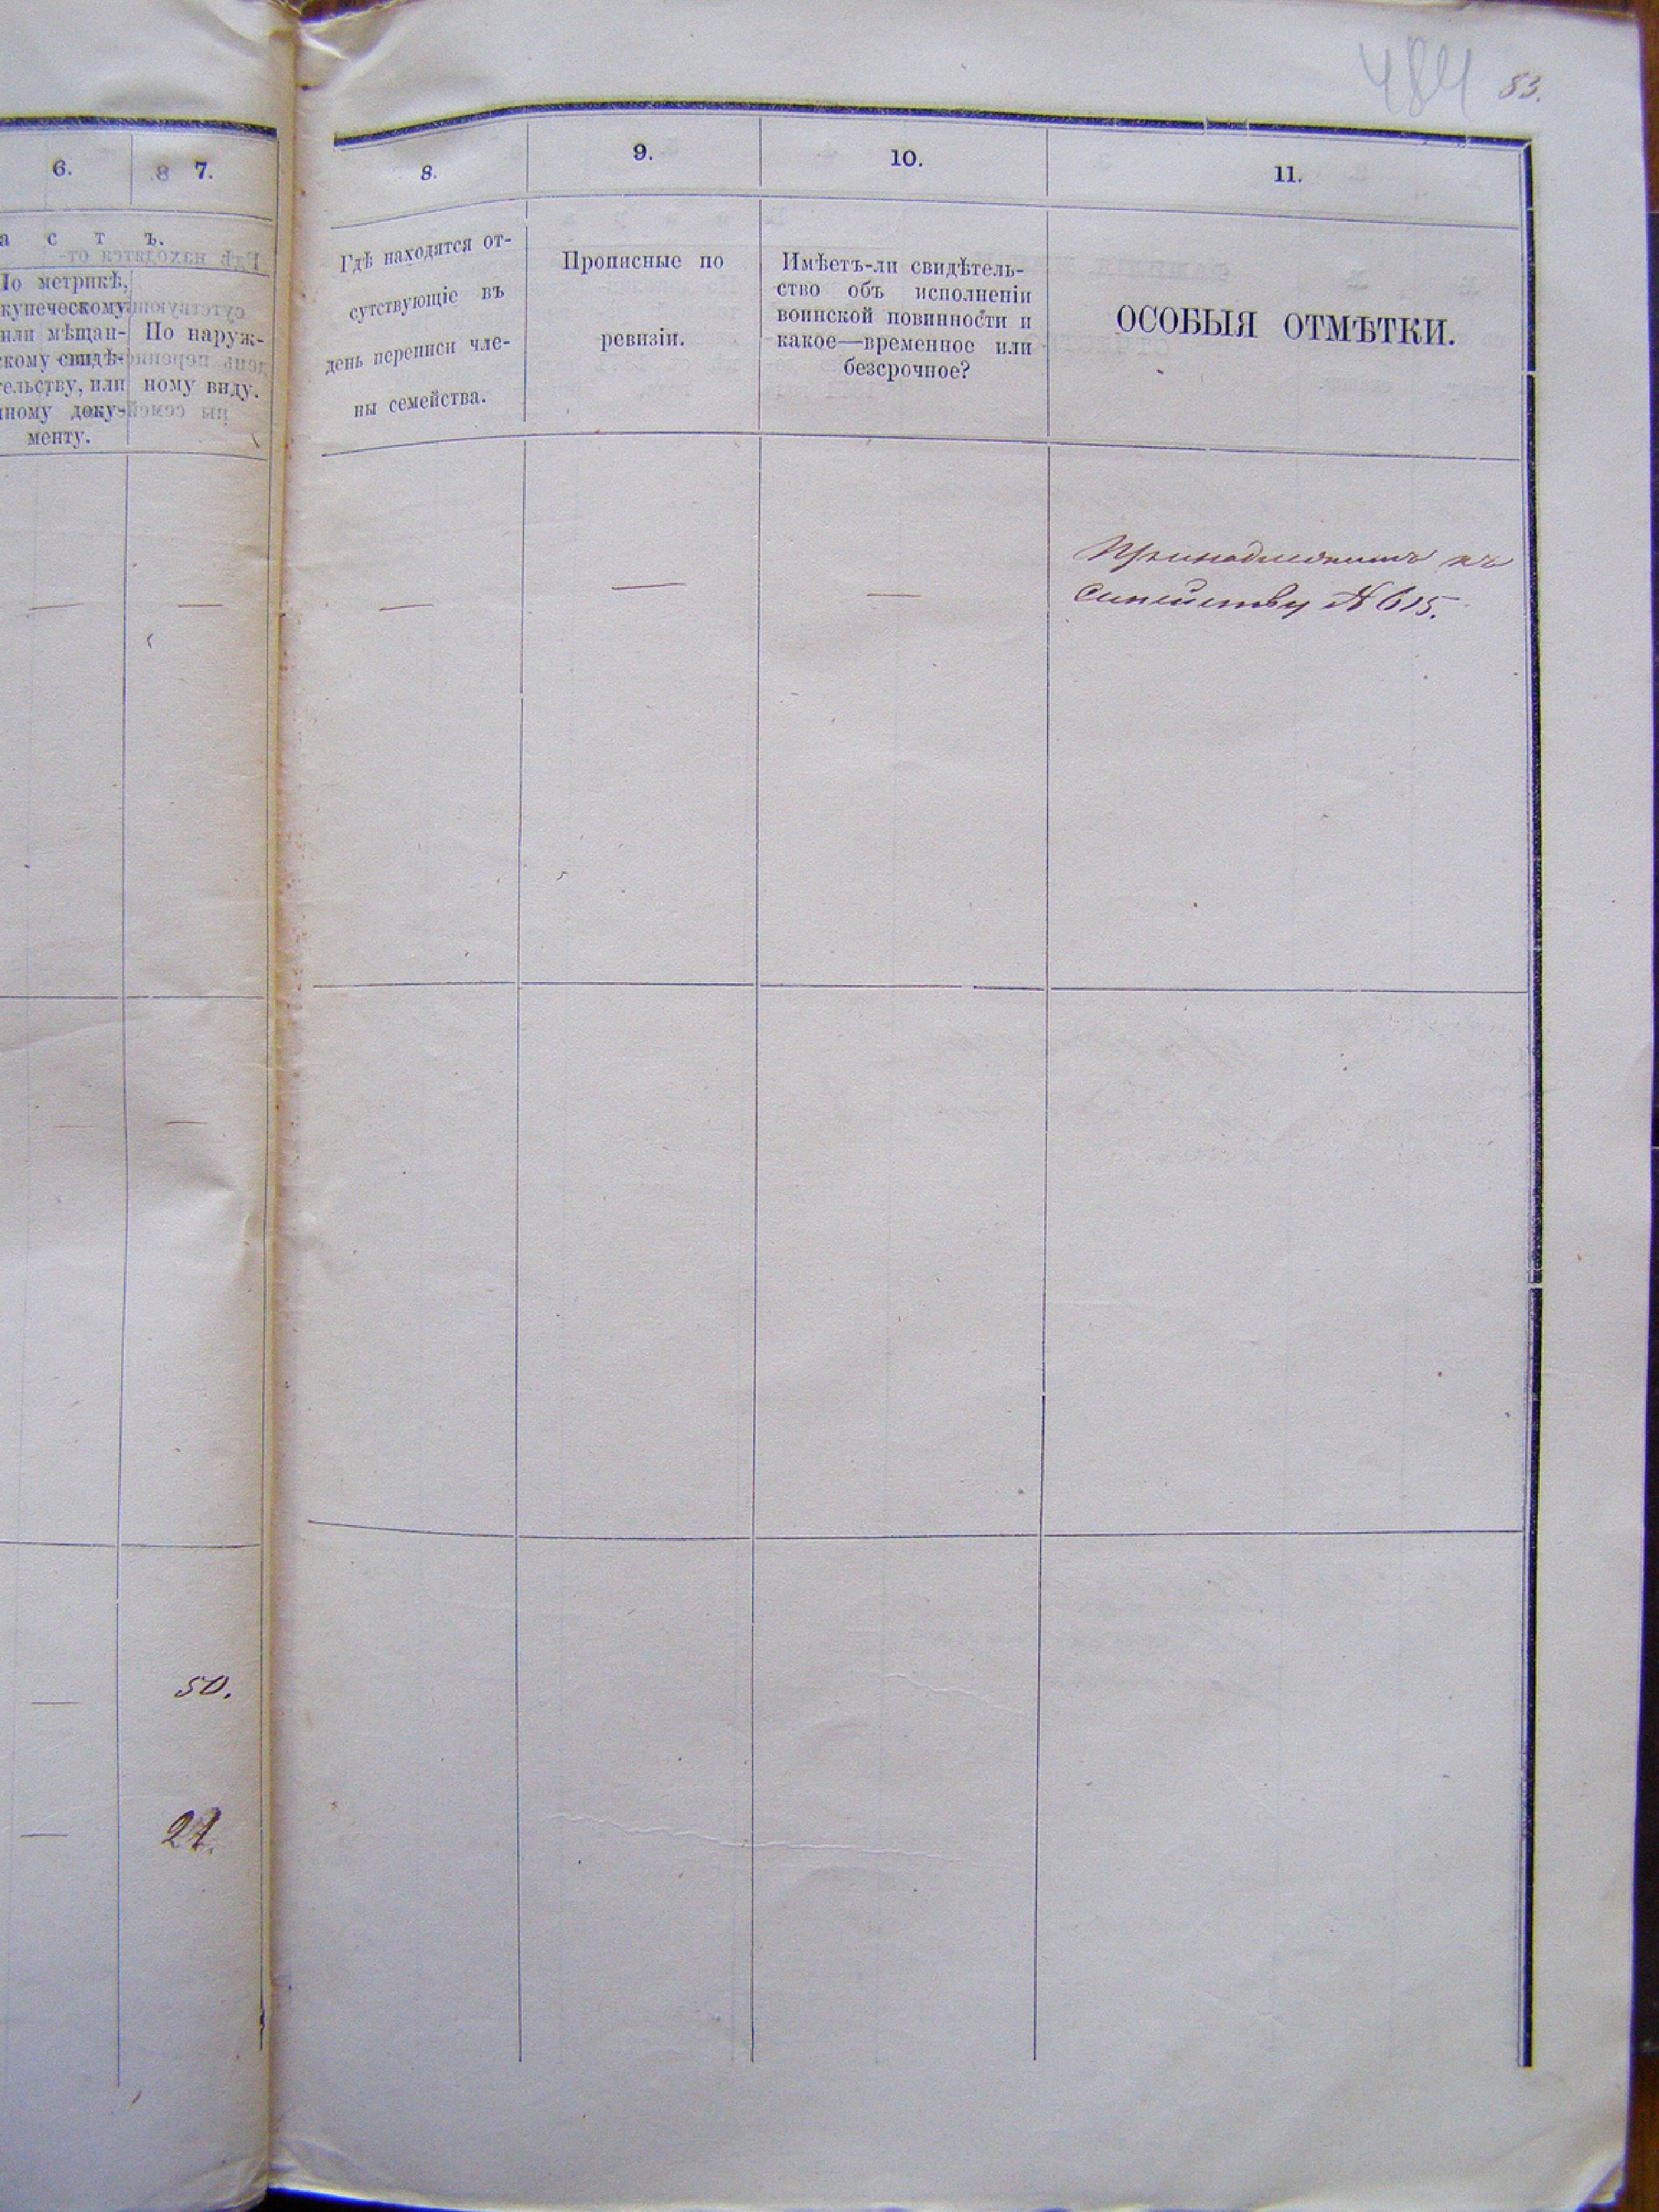 484 83.
6. 7.
а с т ъ.
По метрикѣ,
купеческому
или мѣщан-
скому свидѣ-
тельству, или
иному доку-
менту.
По наруж-
ному виду.
— —
50.
—
21.
—
8. 9. 10. 11.
Гдѣ находятся от-
сутствующіе въ
день переписи чле-
ны семейства.
Прописные по
ревизіи.
Имѣетъ-ли свидѣтель-
ство объ исполненіи
воинской повинности и
какое—временное или
безсрочное?
ОСОБЫЯ ОТМѢТКИ.
— — —
Принадлежитъ къ
Семейству № 615.